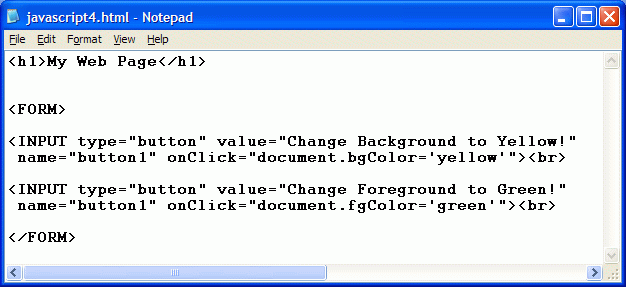 javascript4.html - Notepad
File Edit Format View Help
<h1>My Web Page</h1>
<FORM>
<INPUT type="button" value="Change Background to Yellow!"
name="button1" onClick="document.bgColor='yellow'"><br>
<INPUT type="button" value="Change Foreground to Green!"
name="button1" onClick="document.fgColor='green'"><br>
</FORM>